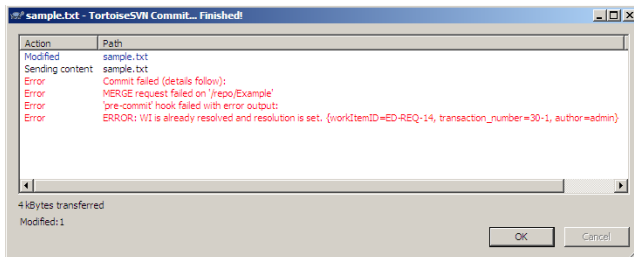 sample.txt - TortoiseSVN Commit... Finished!
Action Path
Modified sample.txt
Sending content sample.txt
Error Commit failed (details follow):
Error MERGE request failed on '/repo/Example'
Error 'pre-commit' hook failed with error output:
Error ERROR: WI is already resolved and resolution is set. {workItemID=ED-REQ-14, transaction_number=30-1, author=admin}
4 kBytes transferred
Modified:1
OK Cancel